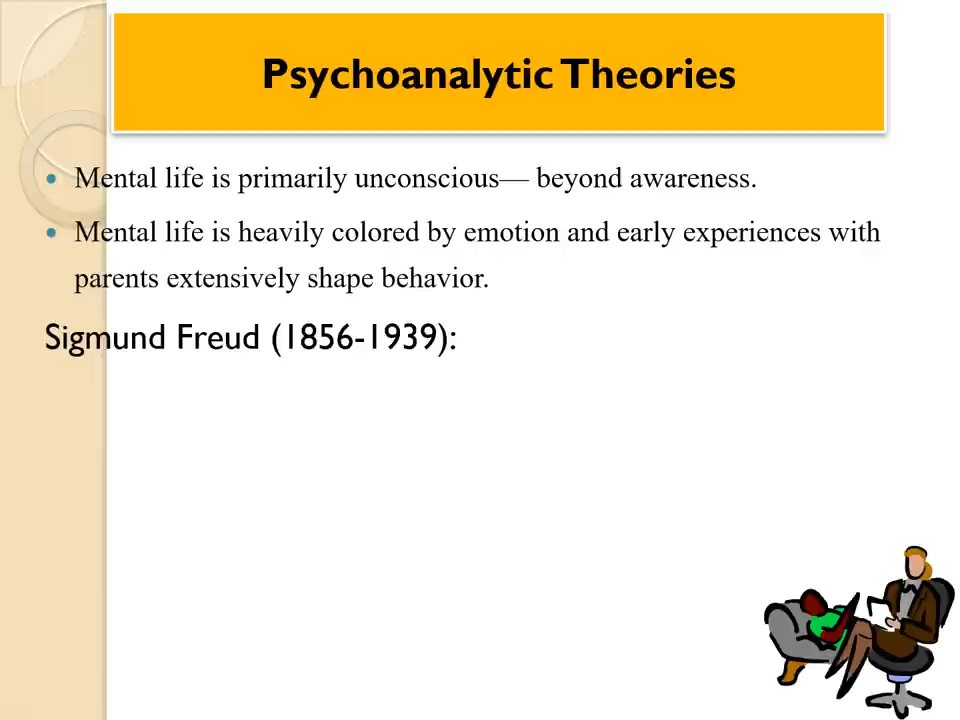 Psychoanalytic Theories
Mental life is primarily unconscious— beyond awareness.
Mental life is heavily colored by emotion and early experiences with
parents extensively shape behavior.
Sigmund Freud (1856-1939):